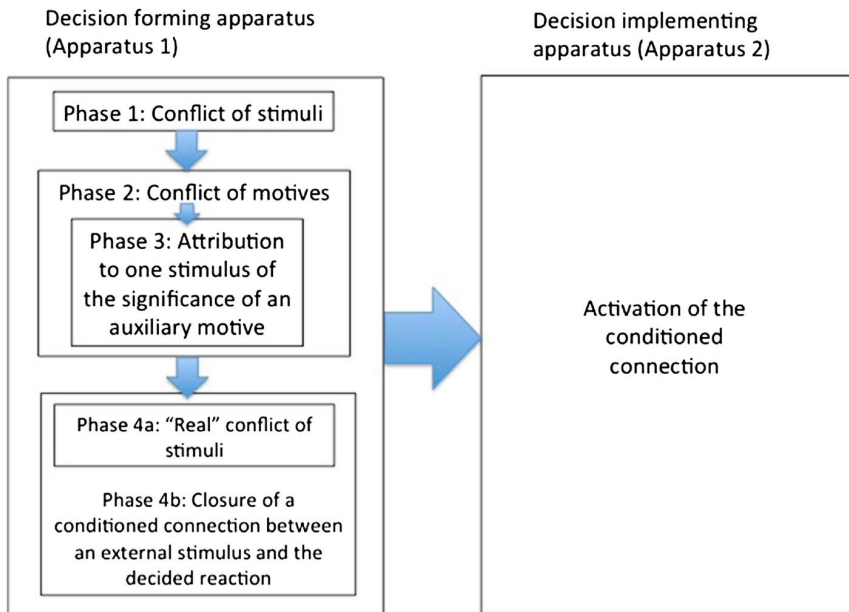 Decision forming apparatus
(Apparatus 1)
Phase 1: Conflict of stimuli
Phase 2: Conflict of motives
Phase 3: Attribution
to one stimulus of
the significance of an
auxiliary motive
Phase 4a: “Real” conflict of
stimuli
Phase 4b: Closure of a
conditioned connection between
an external stimulus and the
decided reaction
Decision implementing
apparatus (Apparatus 2)
Activation of the
conditioned
connection